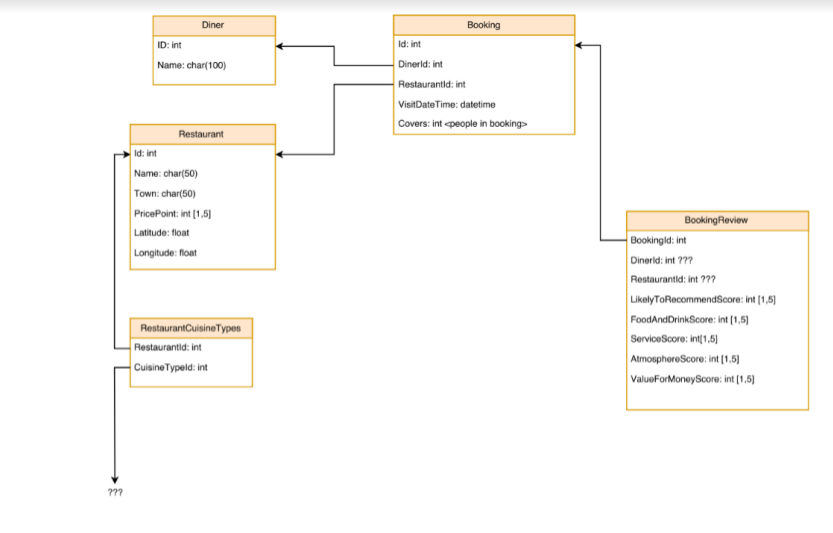 Diner
ID: int
Name: char(100)
Booking
Id: int
DinerId: int
RestaurantId: int
VisitDateTime: datetime
Covers: int <people in booking>
Restaurant
Id: int
Name: char(50)
Town: char(50)
PricePoint: int [1,5]
Latitude: float
Longitude: float
BookingReview
BookingId: int
DinerId: int ???
RestaurantId: int ???
LikelyToRecommendScore: int [1,5]
FoodAndDrinkScore: int [1,5]
ServiceScore: int[1,5]
AtmosphereScore: int [1,5]
ValueForMoneyScore: int [1,5]
RestaurantCuisineTypes
RestaurantId: int
CuisineTypeId: int
???